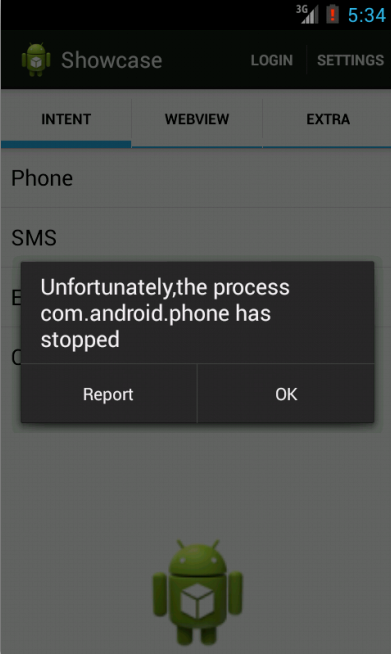 3G 5:34
Showcase LOGIN SETTINGS
INTENT WEBVIEW EXTRA
Phone
SMS
Unfortunately,the process
com.android.phone has
stopped
Report OK